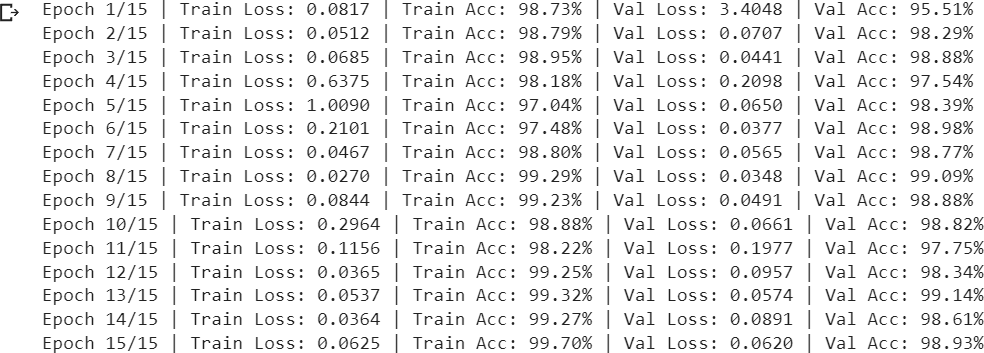 Epoch 1/15 | Train Loss: 0.0817 | Train Acc: 98.73% | Val Loss: 3.4048 | Val Acc: 95.51%
Epoch 2/15 | Train Loss: 0.0512 | Train Acc: 98.79% | Val Loss: 0.0707 | Val Acc: 98.29%
Epoch 3/15 | Train Loss: 0.0685 | Train Acc: 98.95% | Val Loss: 0.0441 | Val Acc: 98.88%
Epoch 4/15 | Train Loss: 0.6375 | Train Acc: 98.18% | Val Loss: 0.2098 | Val Acc: 97.54%
Epoch 5/15 | Train Loss: 1.0090 | Train Acc: 97.04% | Val Loss: 0.0650 | Val Acc: 98.39%
Epoch 6/15 | Train Loss: 0.2101 | Train Acc: 97.48% | Val Loss: 0.0377 | Val Acc: 98.98%
Epoch 7/15 | Train Loss: 0.0467 | Train Acc: 98.80% | Val Loss: 0.0565 | Val Acc: 98.77%
Epoch 8/15 | Train Loss: 0.0270 | Train Acc: 99.29% | Val Loss: 0.0348 | Val Acc: 99.09%
Epoch 9/15 | Train Loss: 0.0844 | Train Acc: 99.23% | Val Loss: 0.0491 | Val Acc: 98.88%
Epoch 10/15 | Train Loss: 0.2964 | Train Acc: 98.88% | Val Loss: 0.0661 | Val Acc: 98.82%
Epoch 11/15 | Train Loss: 0.1156 | Train Acc: 98.22% | Val Loss: 0.1977 | Val Acc: 97.75%
Epoch 12/15 | Train Loss: 0.0365 | Train Acc: 99.25% | Val Loss: 0.0957 | Val Acc: 98.34%
Epoch 13/15 | Train Loss: 0.0537 | Train Acc: 99.32% | Val Loss: 0.0574 | Val Acc: 99.14%
Epoch 14/15 | Train Loss: 0.0364 | Train Acc: 99.27% | Val Loss: 0.0891 | Val Acc: 98.61%
Epoch 15/15 | Train Loss: 0.0625 | Train Acc: 99.70% | Val Loss: 0.0620 | Val Acc: 98.93%